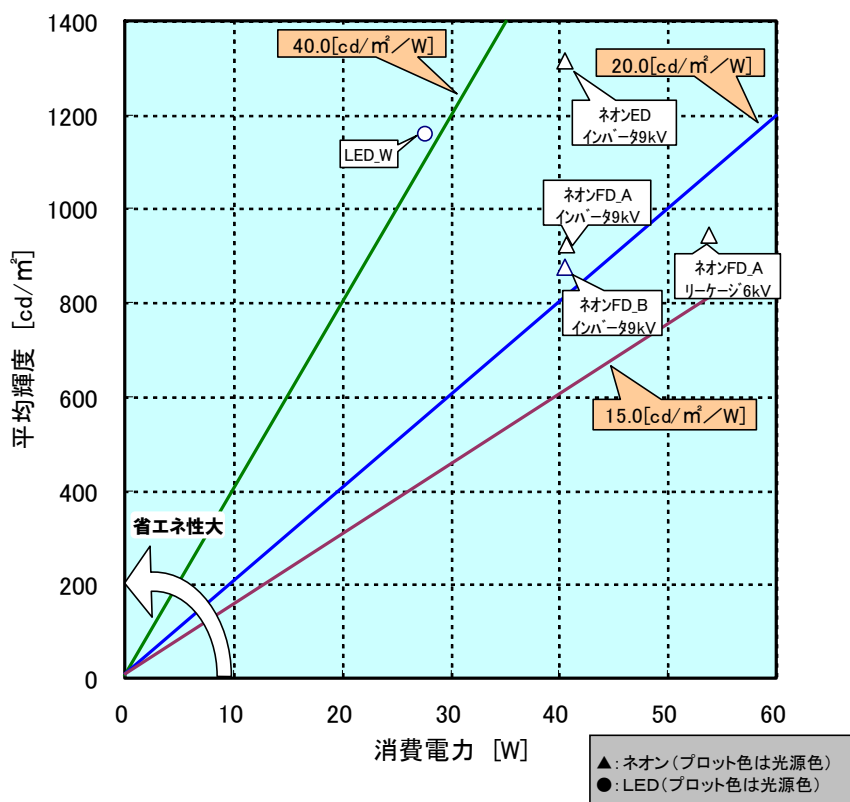 1400
1200
1000
800
600
400
200
0
平均輝度 [cd/㎡]
40.0[cd/㎡／W]
20.0[cd/㎡／W]
ネオンED
インバータ9kV
LED_W
ネオンFD_A
インバータ9kV
ネオンFD_A
リーケージ6kV
ネオンFD_B
インバータ9kV
15.0[cd/㎡／W]
省エネ性大
0 10 20 30 40 50 60
消費電力 [W]
▲：ネオン（プロット色は光源色）
●：LED（プロット色は光源色）